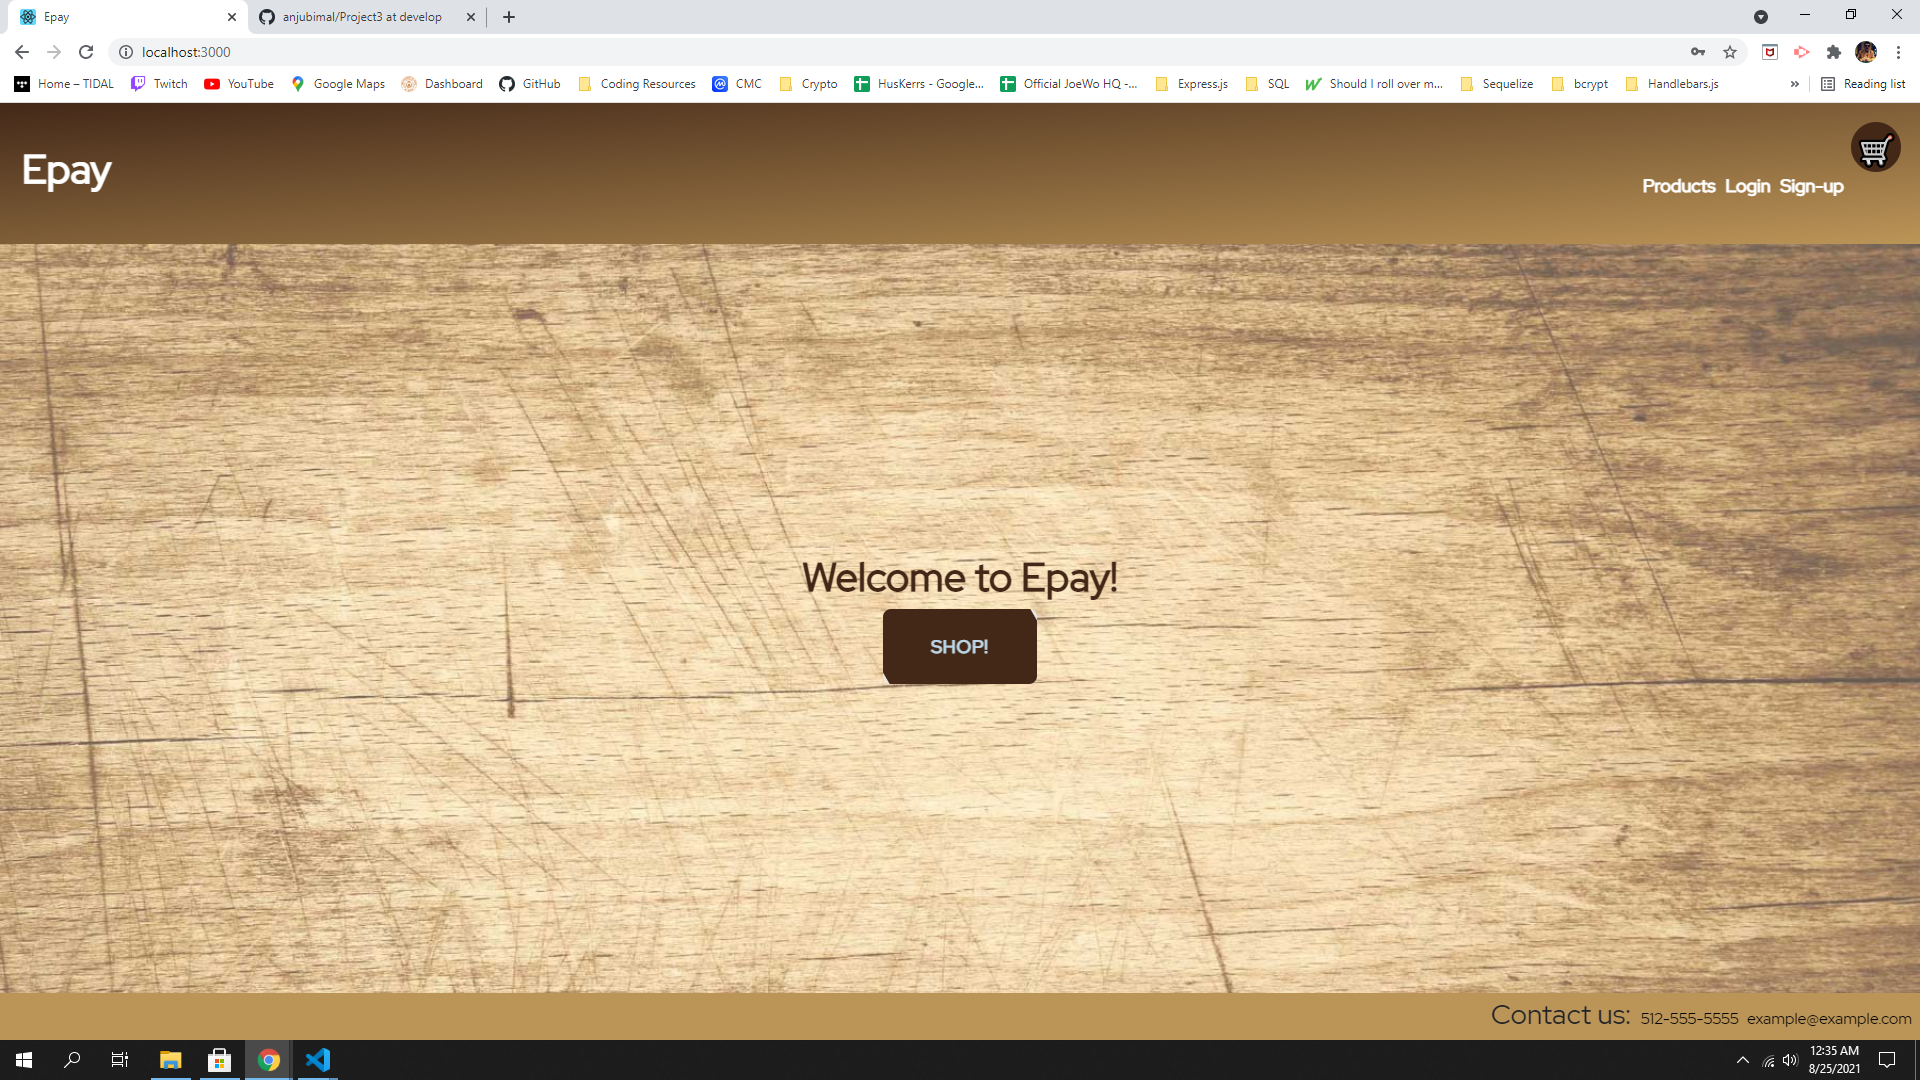 Epay
anjubimal/Project3 at develop
localhost:3000
Home – TIDAL Twitch YouTube Google Maps Dashboard GitHub Coding Resources CMC Crypto HusKerrs - Google... Official JoeWo HQ -... Express.js SQL Should I roll over m... Sequelize bcrypt Handlebars.js » Reading list
Epay
Products Login Sign-up
Welcome to Epay!
SHOP!
Contact us: 512-555-5555 example@example.com
12:35 AM
8/25/2021